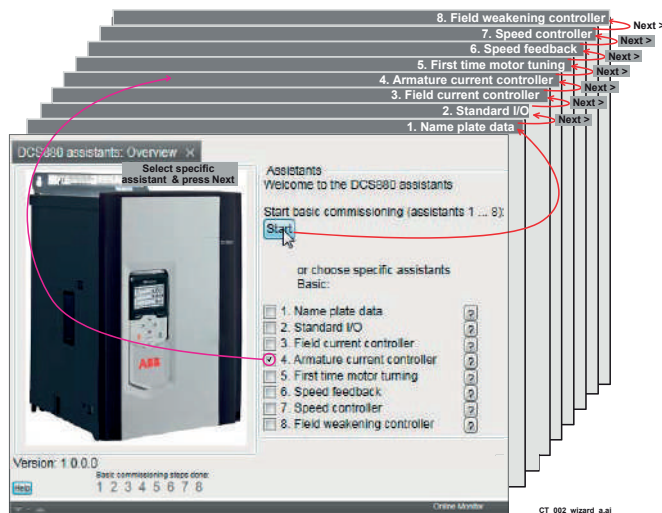 8. Field weakening controller
Next >
7. Speed controller
Next >
6. Speed feedback
Next >
5. First time motor tuning
Next >
4. Armature current controller
Next >
3. Field current controller
Next >
2. Standard I/O
Next >
1. Name plate data
DCS880 assistants: Overview ×
Select specific
assistant & press Next
Assistants
Welcome to the DCS880 assistants
Start basic commissioning (assistants 1 ... 8):
Start
or choose specific assistants
Basic:
1. Name plate data ?
2. Standard I/O ?
3. Field current controller ?
4. Armature current controller ?
5. First time motor turning ?
6. Speed feedback ?
7. Speed controller ?
8. Field weakening controller ?
ABB
Version: 1.0.0.0
Basic commissioning steps done:
Help
1 2 3 4 5 6 7 8
Online Monitor
CT_002_wizard_a.ai